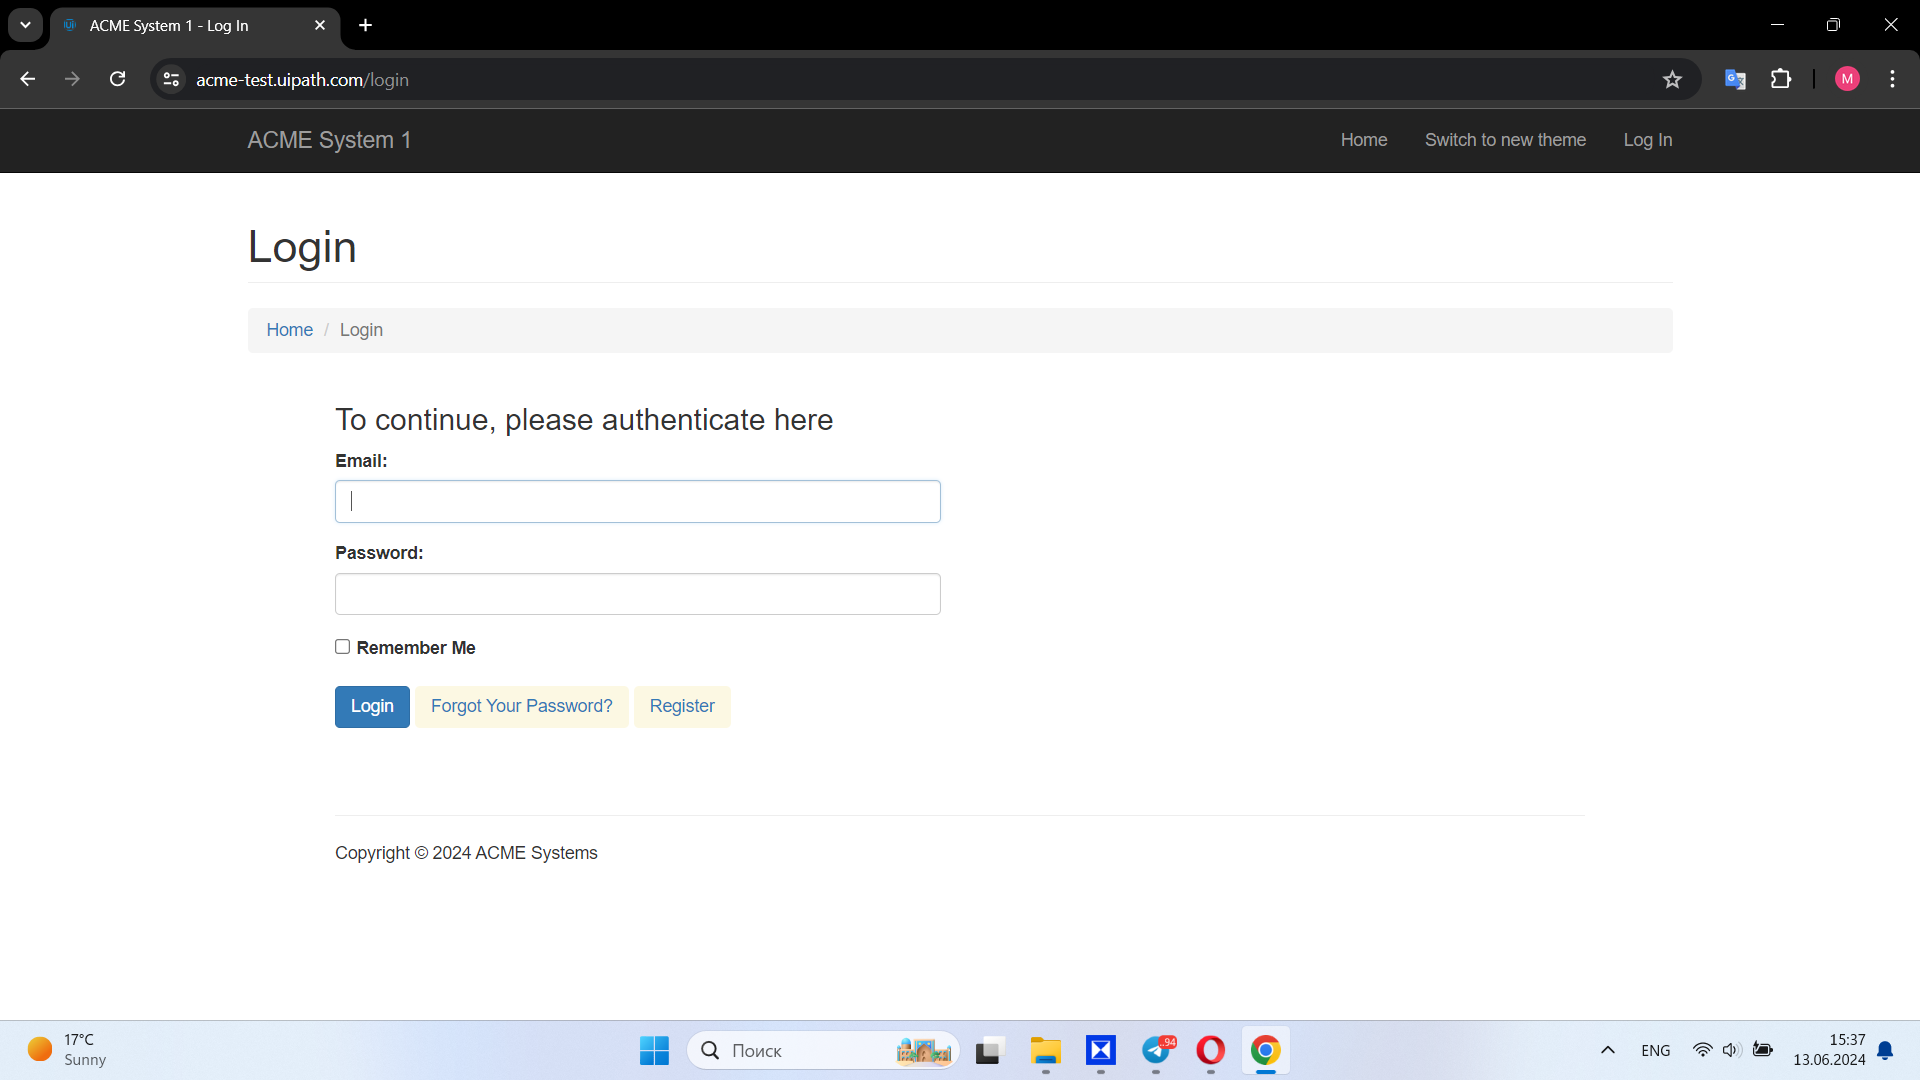 ACME System 1 - Log In
acme-test.uipath.com/login
M
ACME System 1
Home
Switch to new theme
Log In
Login
Home / Login
To continue, please authenticate here
Email:
Password:
Remember Me
Login
Forgot Your Password?
Register
Copyright © 2024 ACME Systems
17°C
Sunny
Поиск
94
ENG
15:37
13.06.2024